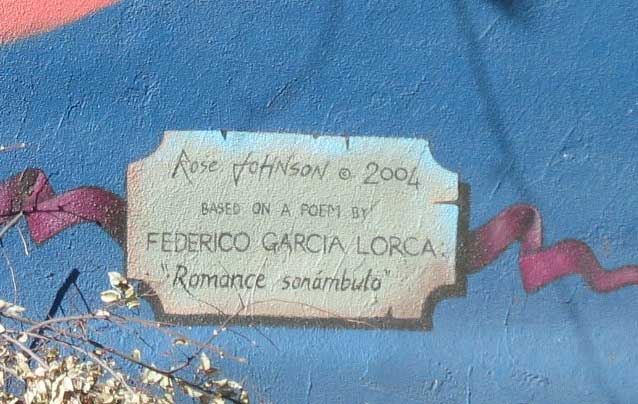 Rose Johnson © 2004
BASED ON A POEM BY
FEDERICO GARCIA LORCA:
"Romance sonámbulo"